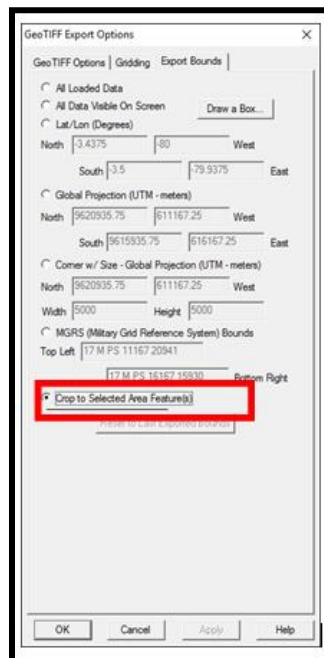 GeoTIFF Export Options
GeoTIFF Options | Gridding | Export Bounds
All Loaded Data
All Data Visible On Screen Draw a Box...
Lat/Lon (Degrees)
North -3.4375 -80 West
South -3.5 -79.9375 East
Global Projection (UTM - meters)
North 9620935.75 611167.25 West
South 9615935.75 616167.25 East
Corner w/ Size - Global Projection (UTM - meters)
North 9620935.75 611167.25 West
Width 5000 Height 5000
MGRS (Military Grid Reference System) Bounds
Top Left 17 M PS 11167 20941
17 M PS 16167 15930 Bottom Right
Crop to Selected Area Feature(s)
Reset to Last Exported Bounds
OK Cancel Apply Help